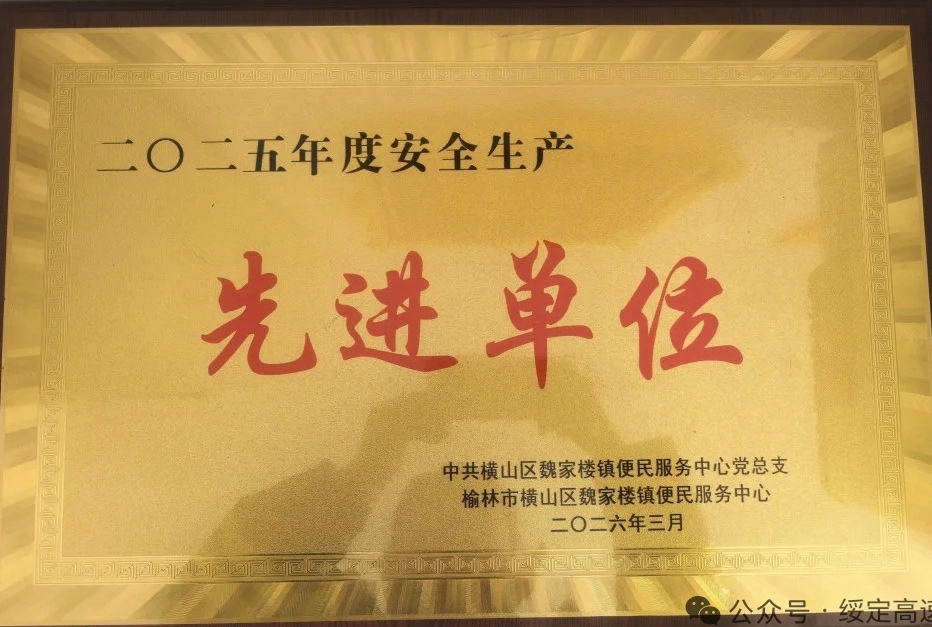 二〇二五年度安全生产
先进单位
中共横山区魏家楼镇便民服务中心党总支
榆林市横山区魏家楼镇便民服务中心
二〇二六年三月
公众号·绥定高速